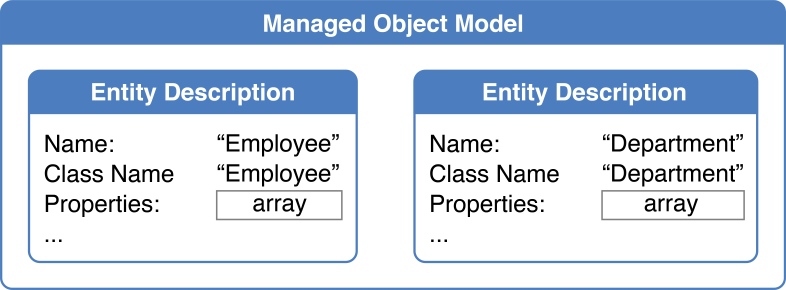 Managed Object Model
Entity Description
Name: “Employee”
Class Name “Employee”
Properties: array
...
Entity Description
Name: “Department”
Class Name “Department”
Properties: array
...